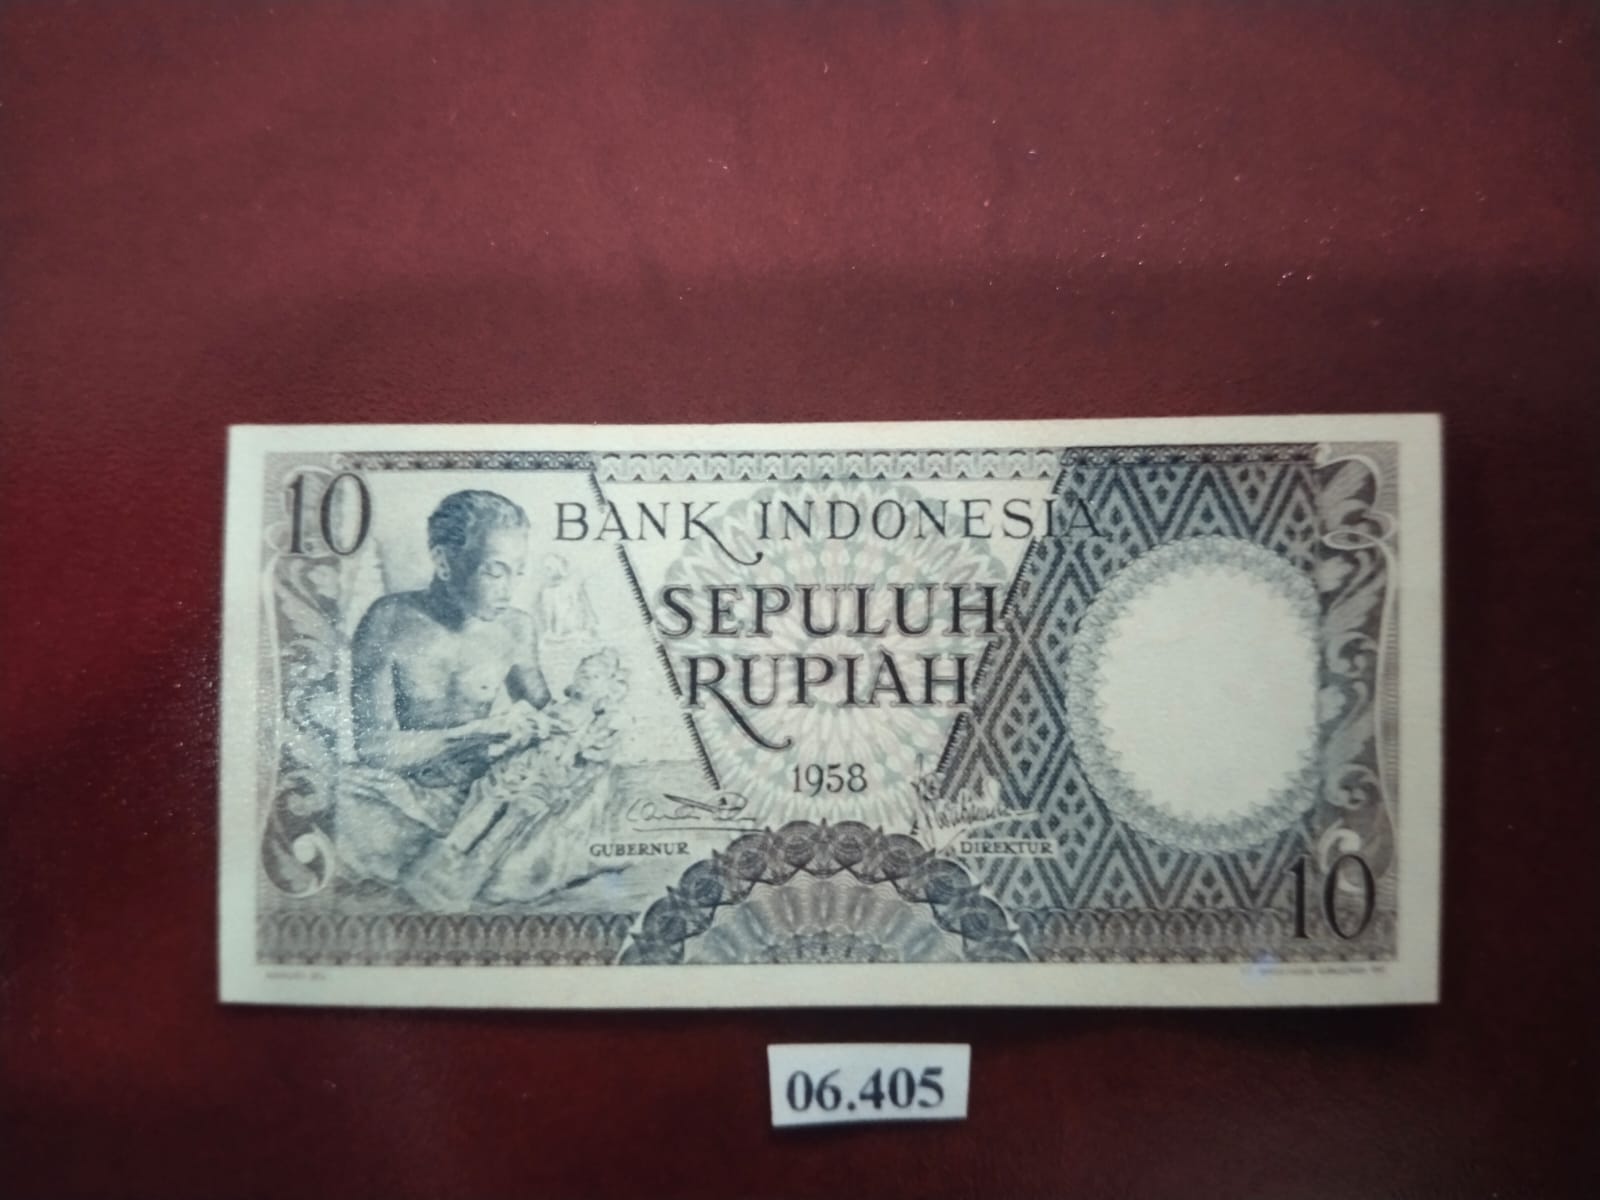 10
BANK INDONESIA
SEPULUH
RUPIAH
1958
GUBERNUR
DIREKTUR
10
06.405